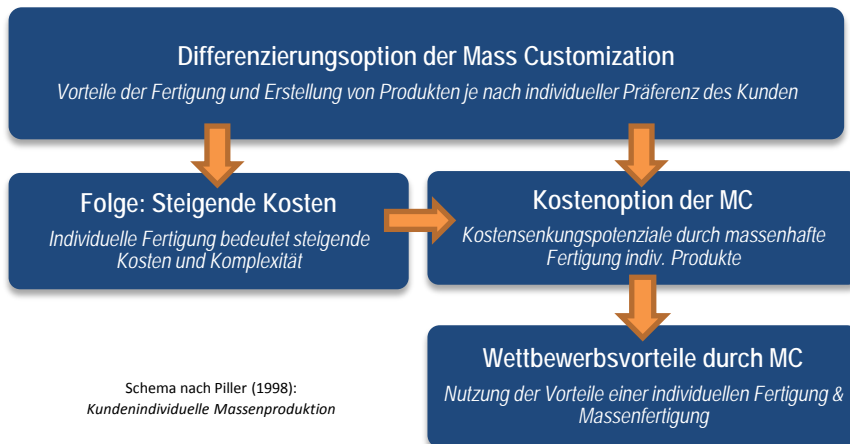 Differenzierungsoption der Mass Customization
Vorteile der Fertigung und Erstellung von Produkten je nach individueller Präferenz des Kunden
Folge: Steigende Kosten
Individuelle Fertigung bedeutet steigende
Kosten und Komplexität
Kostenoption der MC
Kostensenkungspotenziale durch massenhafte
Fertigung indiv. Produkte
Wettbewerbsvorteile durch MC
Nutzung der Vorteile einer individuellen Fertigung &
Massenfertigung
Schema nach Piller (1998):
Kundenindividuelle Massenproduktion